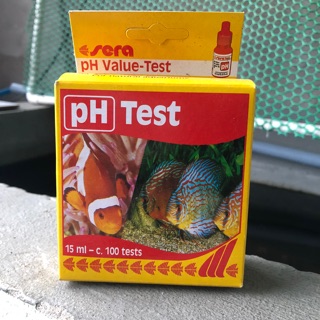 sera
pH Value-Test
pH Test
15 ml – c. 100 tests